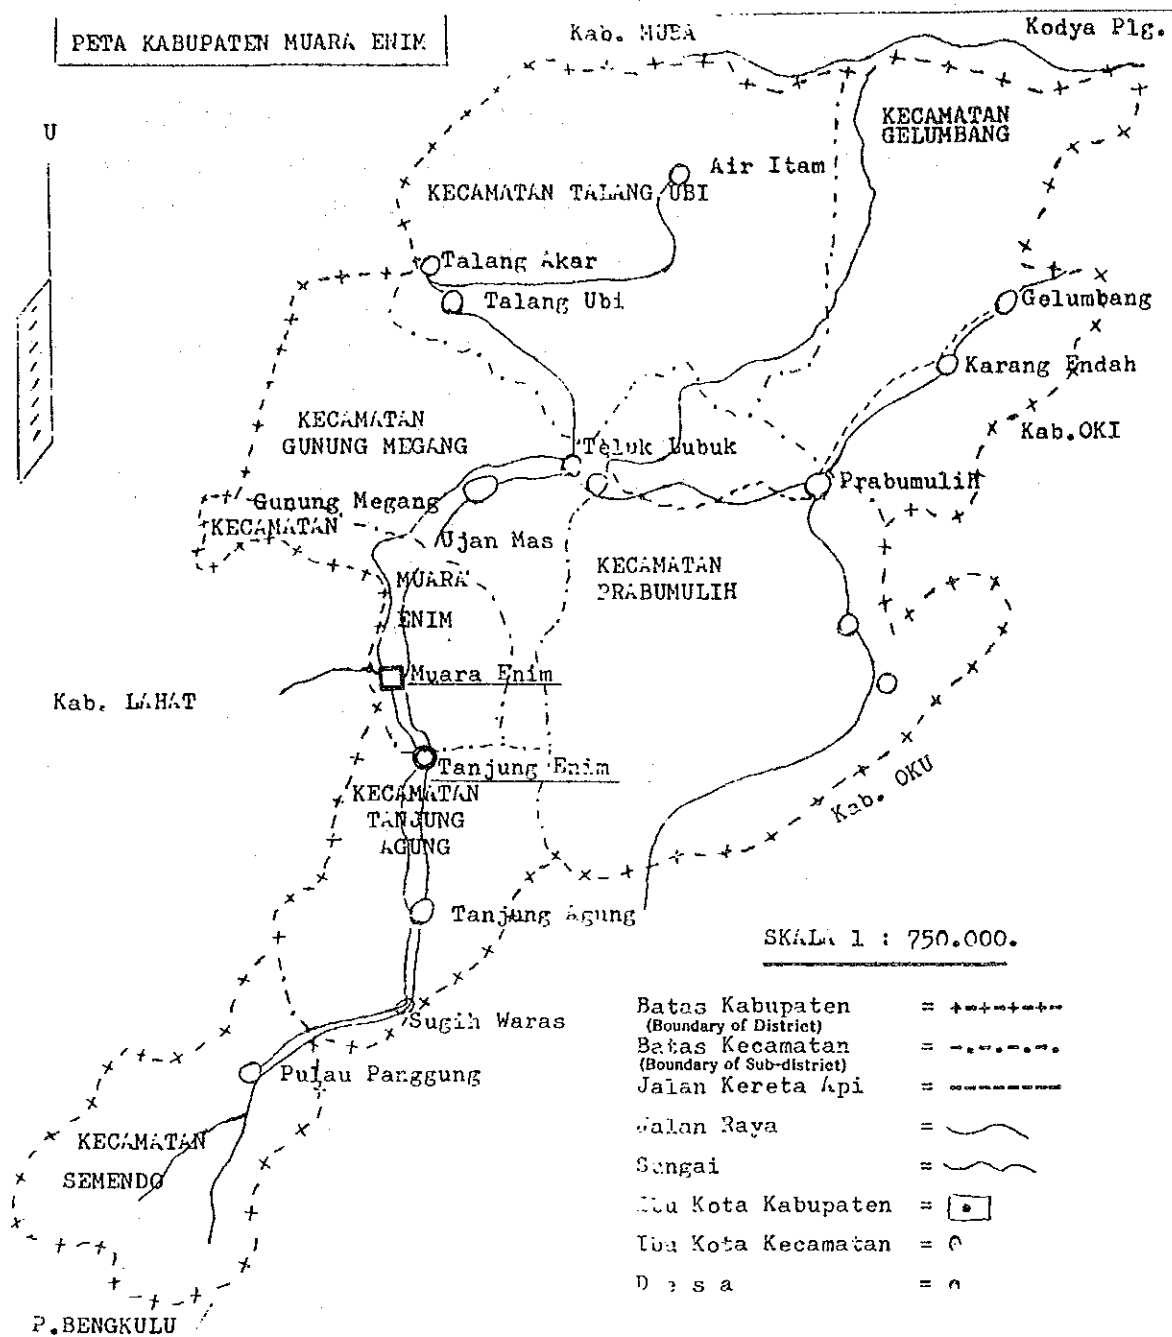 PETA KABUPATEN MUARA ENIM
Kab. MUBA
Kodya Plg.
U
KECAMATAN
GELUMBANG
Air Itam
KECAMATAN TALANG UBI
Talang Akar
Talang Ubi
Gelumbang
Karang Endah
KECAMATAN
GUNUNG MEGANG
Kab.OKI
Teluk Lubuk
Prabumulih
Gunung Megang
KECAMATAN
Ujan Mas
KECAMATAN
PRABUMULIH
MUARA
ENIM
Muara Enim
Kab. LAHAT
Tanjung Enim
Kab. OKU
KECAMATAN
TANJUNG
AGUNG
Tanjung Agung
SKALA 1 : 750.000.
Sugih Waras
Pulau Panggung
KECAMATAN
SEMENDO
P.BENGKULU
Batas Kabupaten =
(Boundary of District)
Batas Kecamatan =
(Boundary of Sub-district)
Jalan Kereta Api =
Jalan Raya =
Sungai =
Ibu Kota Kabupaten =
Ibu Kota Kecamatan =
D e s a =